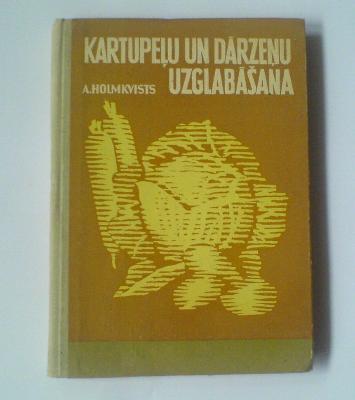 KARTUPEĻU UN DĀRZEŅU
A.HOLMKVISTS UZGLABĀŠANA